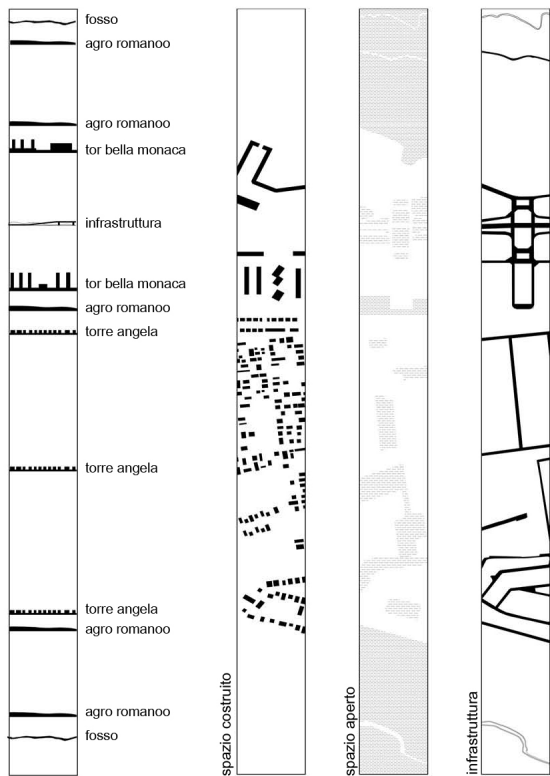 fosso
agro romanoo
agro romanoo
tor bella monaca
infrastruttura
tor bella monaca
agro romanoo
torre angela
torre angela
torre angela
agro romanoo
agro romanoo
fosso
spazio costruito
spazio aperto
infrastruttura